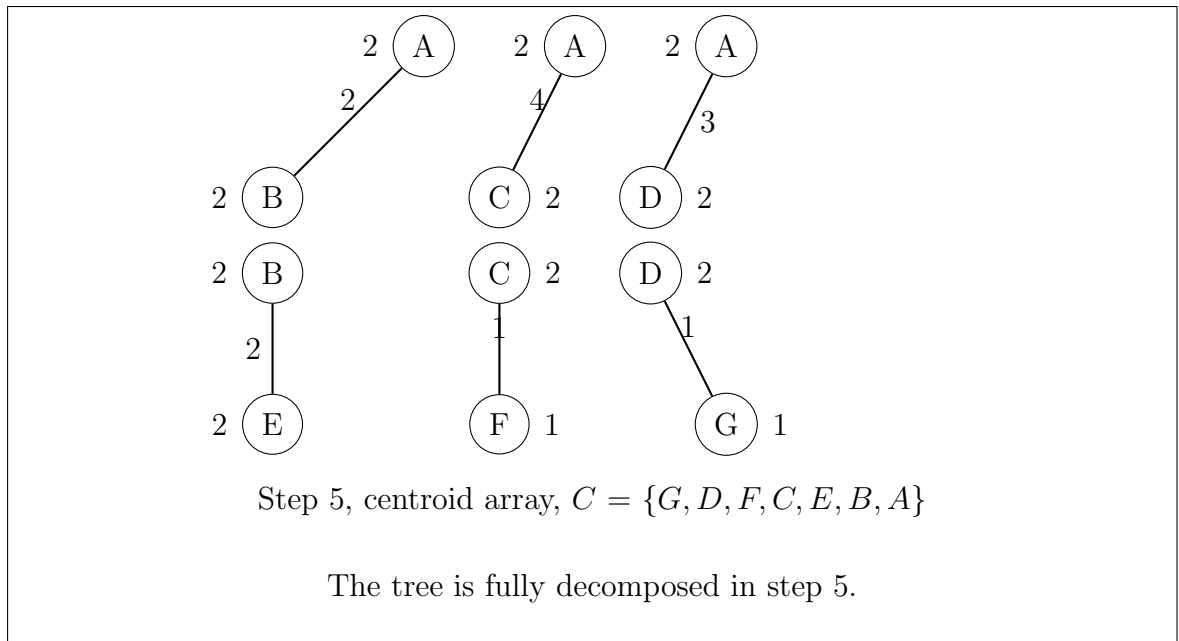 2 A 2 A 2 A
2 4 3
2 B C 2 D 2
2 B C 2 D 2
2 1 1
2 E F 1 G 1
Step 5, centroid array, C = {G, D, F, C, E, B, A}
The tree is fully decomposed in step 5.